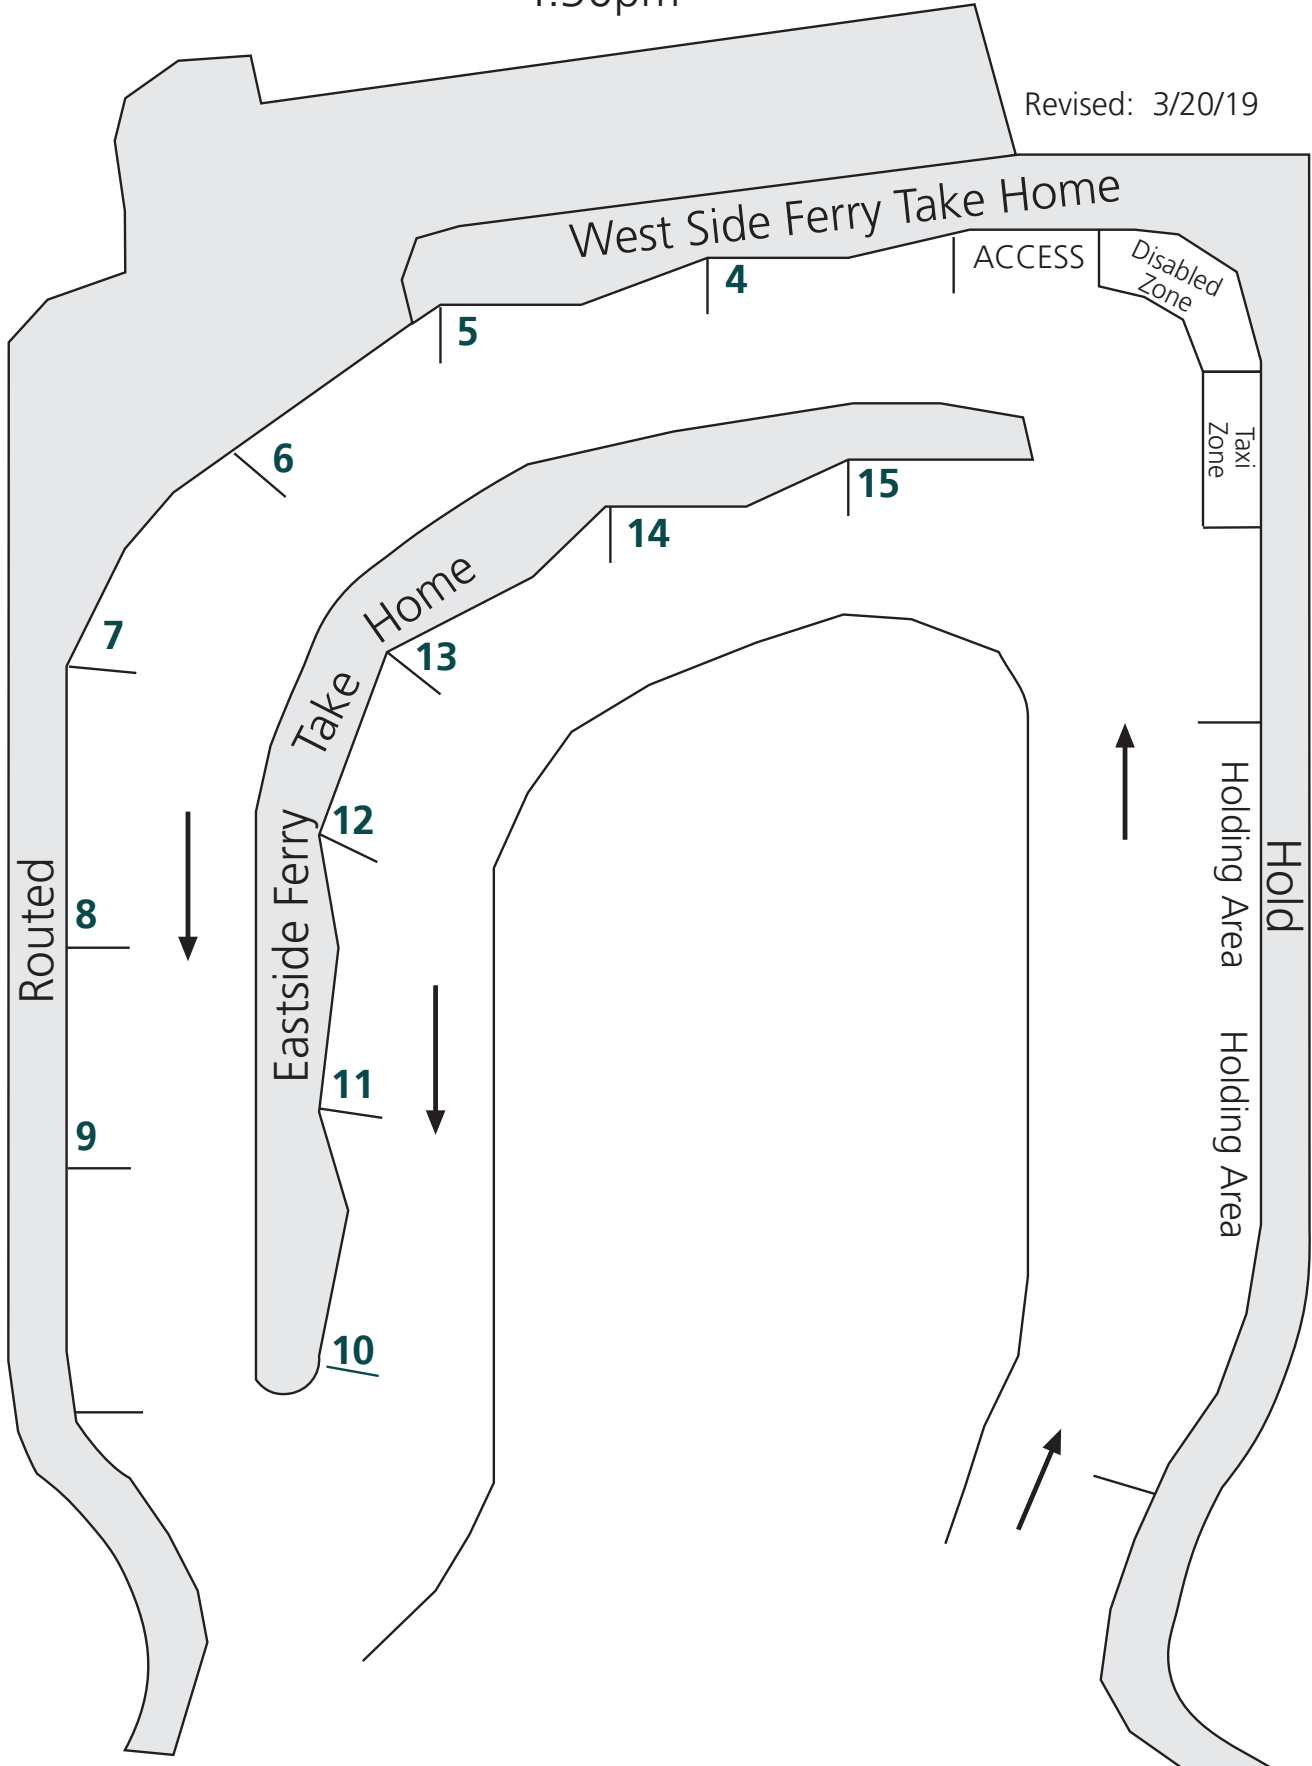 Revised: 3/20/19
West Side Ferry Take Home
ACCESS
Disabled
Zone
4
5
Taxi
Zone
6
15
14
Eastside Ferry Take Home
7
13
12
Holding Area
Hold
Routed
8
Holding Area
11
9
10